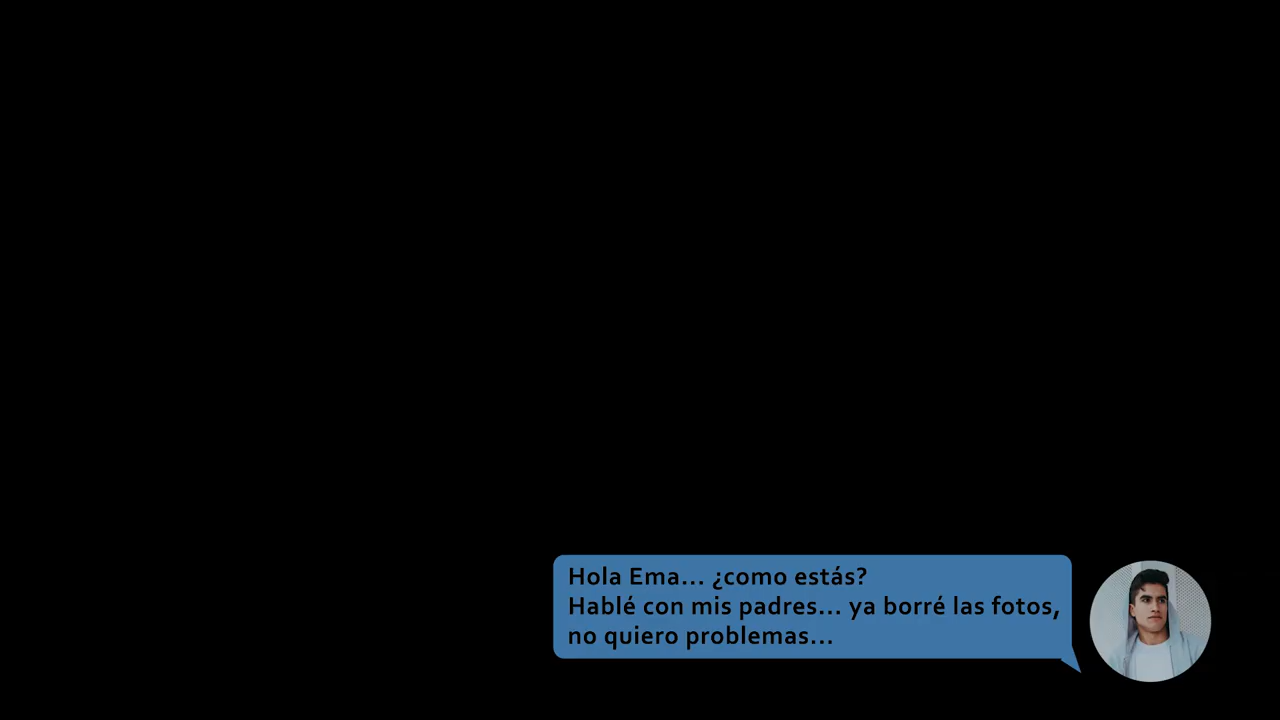 Hola Ema... ¿como estás?
Hablé con mis padres... ya borré las fotos,
no quiero problemas...